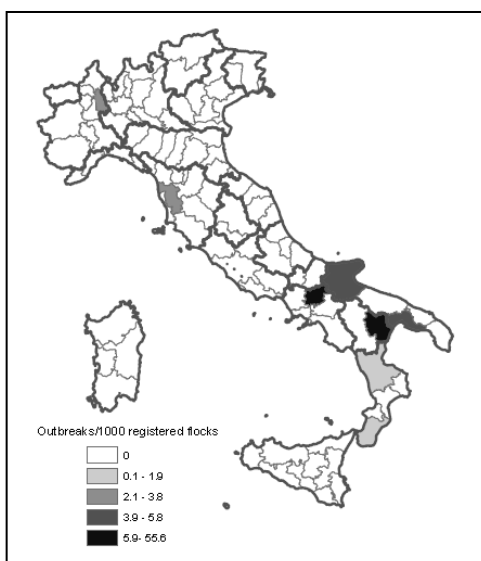 Outbreaks/1000 registered flocks
0
0.1 - 1.9
2.1 - 3.8
3.9 - 5.8
5.9- 55.6